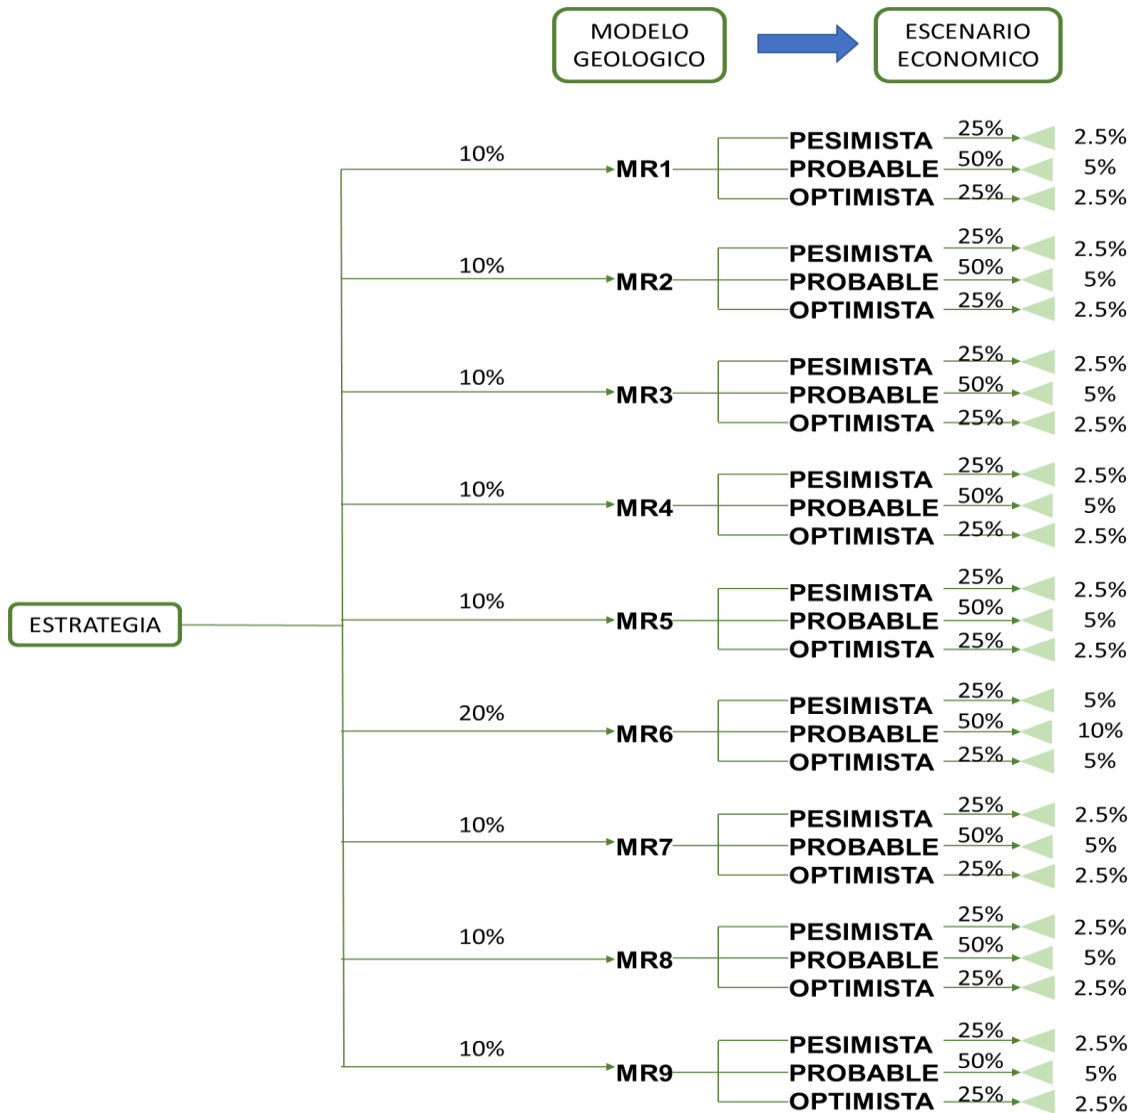 MODELO
GEOLOGICO
ESCENARIO
ECONOMICO
ESTRATEGIA
10%
MR1
PESIMISTA 25% 2.5%
PROBABLE 50% 5%
OPTIMISTA 25% 2.5%
10%
MR2
PESIMISTA 25% 2.5%
PROBABLE 50% 5%
OPTIMISTA 25% 2.5%
10%
MR3
PESIMISTA 25% 2.5%
PROBABLE 50% 5%
OPTIMISTA 25% 2.5%
10%
MR4
PESIMISTA 25% 2.5%
PROBABLE 50% 5%
OPTIMISTA 25% 2.5%
10%
MR5
PESIMISTA 25% 2.5%
PROBABLE 50% 5%
OPTIMISTA 25% 2.5%
20%
MR6
PESIMISTA 25% 5%
PROBABLE 50% 10%
OPTIMISTA 25% 5%
10%
MR7
PESIMISTA 25% 2.5%
PROBABLE 50% 5%
OPTIMISTA 25% 2.5%
10%
MR8
PESIMISTA 25% 2.5%
PROBABLE 50% 5%
OPTIMISTA 25% 2.5%
10%
MR9
PESIMISTA 25% 2.5%
PROBABLE 50% 5%
OPTIMISTA 25% 2.5%